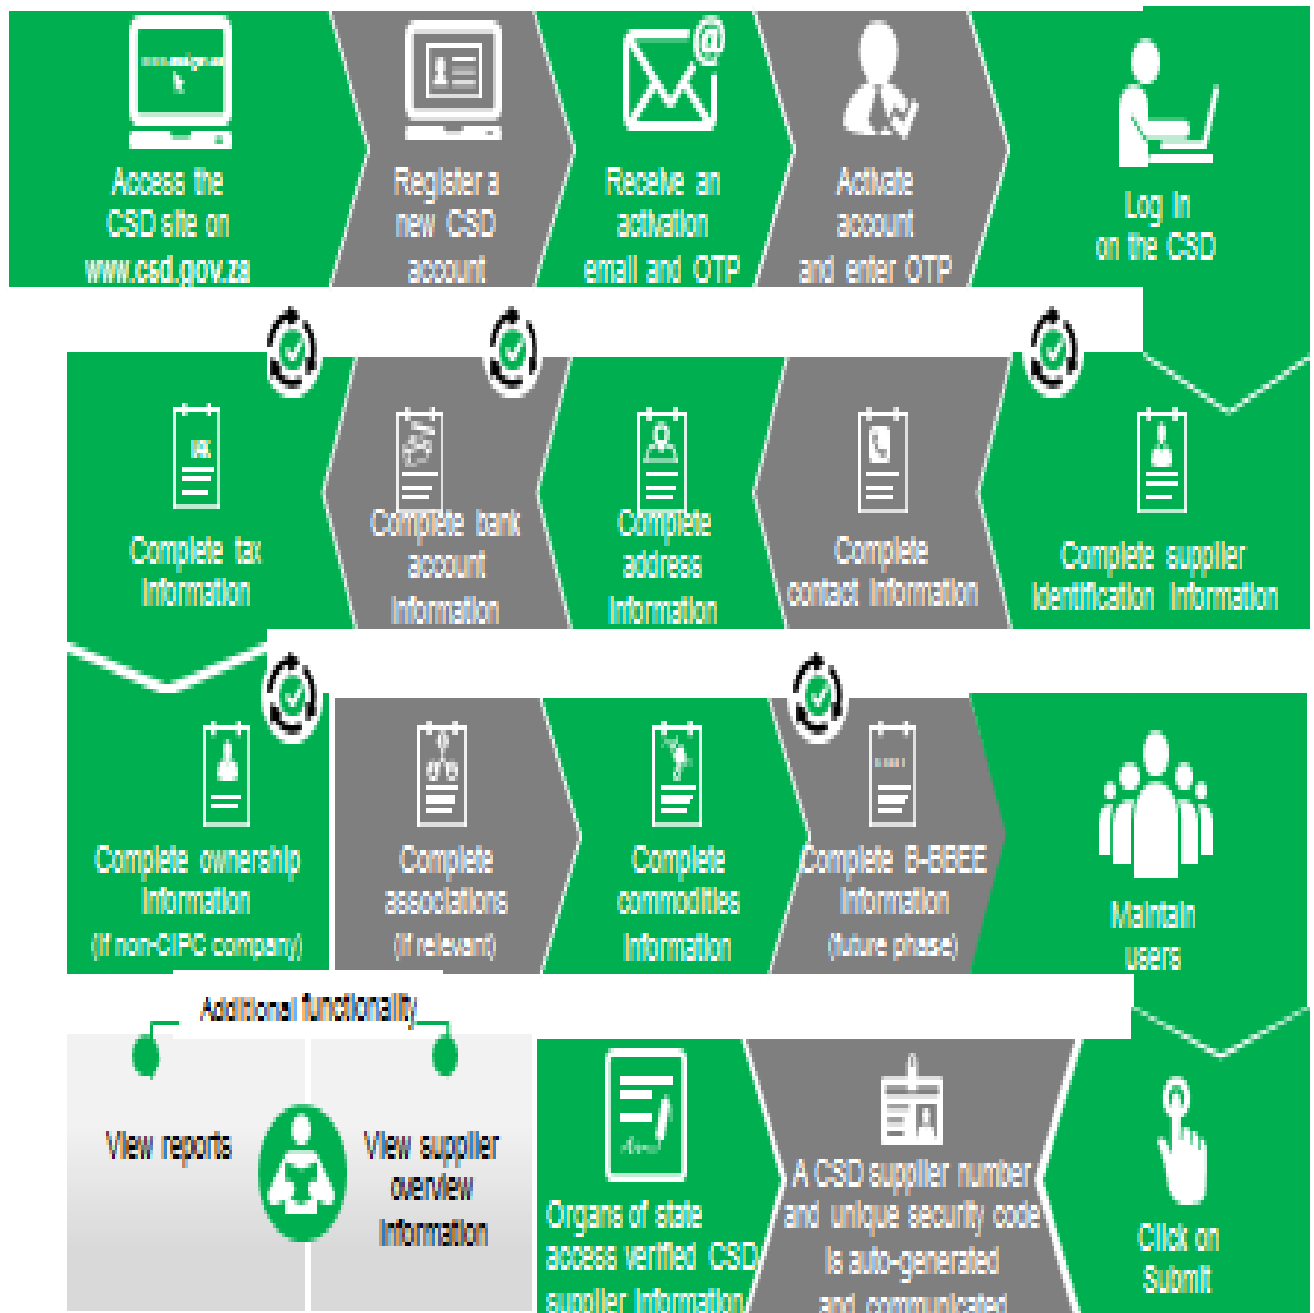 Access the
CSD site on
www.csd.gov.za
Register a
new CSD
account
Receive an
activation
email and OTP
Activate
account
and enter OTP
Log in
on the CSD
Complete tax
Information
Complete bank
account
Information
Complete
address
Information
Complete
contact Information
Complete supplier
Identification Information
Complete ownership
Information
(If non-CIPC company)
Complete
associations
(If relevant)
Complete
commodities
Information
Complete B-BBEE
Information
(future phase)
Maintain
users
Additional functionality
View reports
View supplier
overview
Information
Organs of state
access verified CSD
supplier Information
A CSD supplier number
and unique security code
is auto-generated
and communicated
Click on
Submit